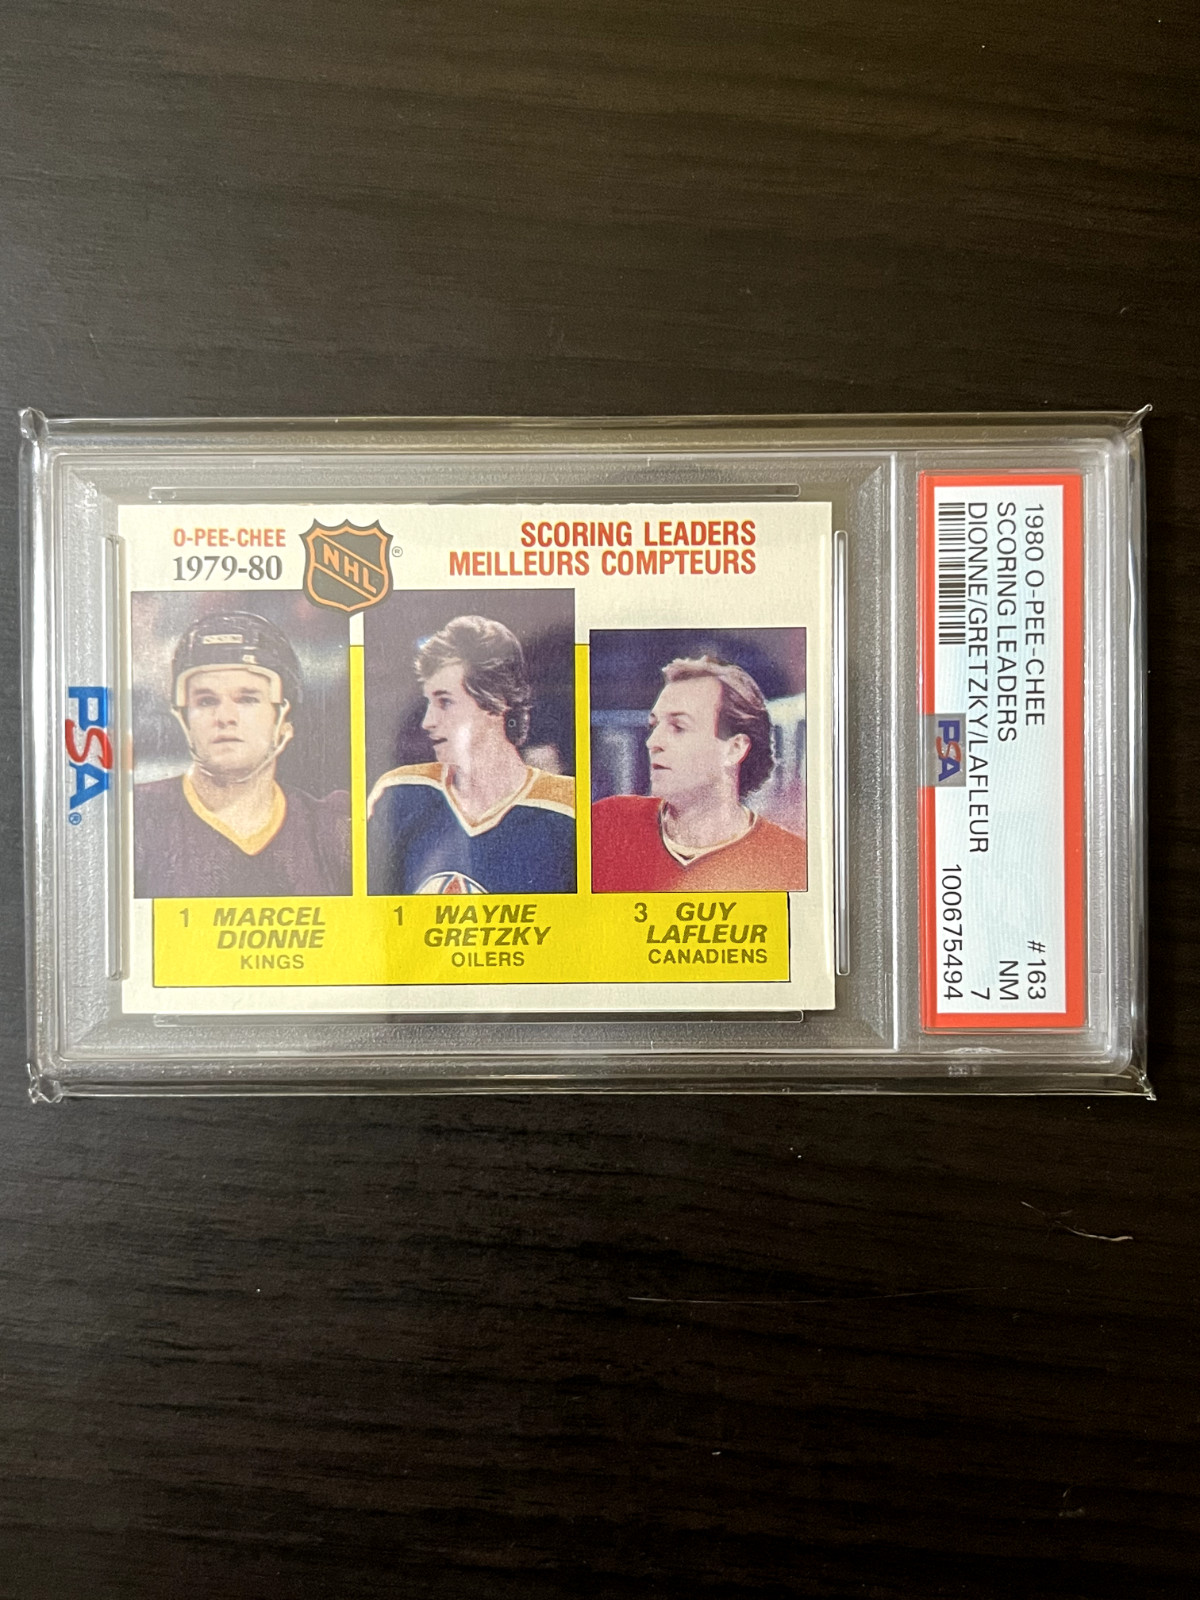 O-PEE-CHEE
1979-80
NHL
®
SCORING LEADERS
MEILLEURS COMPTEURS
1 MARCEL
DIONNE
KINGS
1 WAYNE
GRETZKY
OILERS
3 GUY
LAFLEUR
CANADIENS
PSA®
1980 O-PEE-CHEE #163
SCORING LEADERS NM
DIONNE/GRETZKY/LAFLEUR 7
PSA 100675494